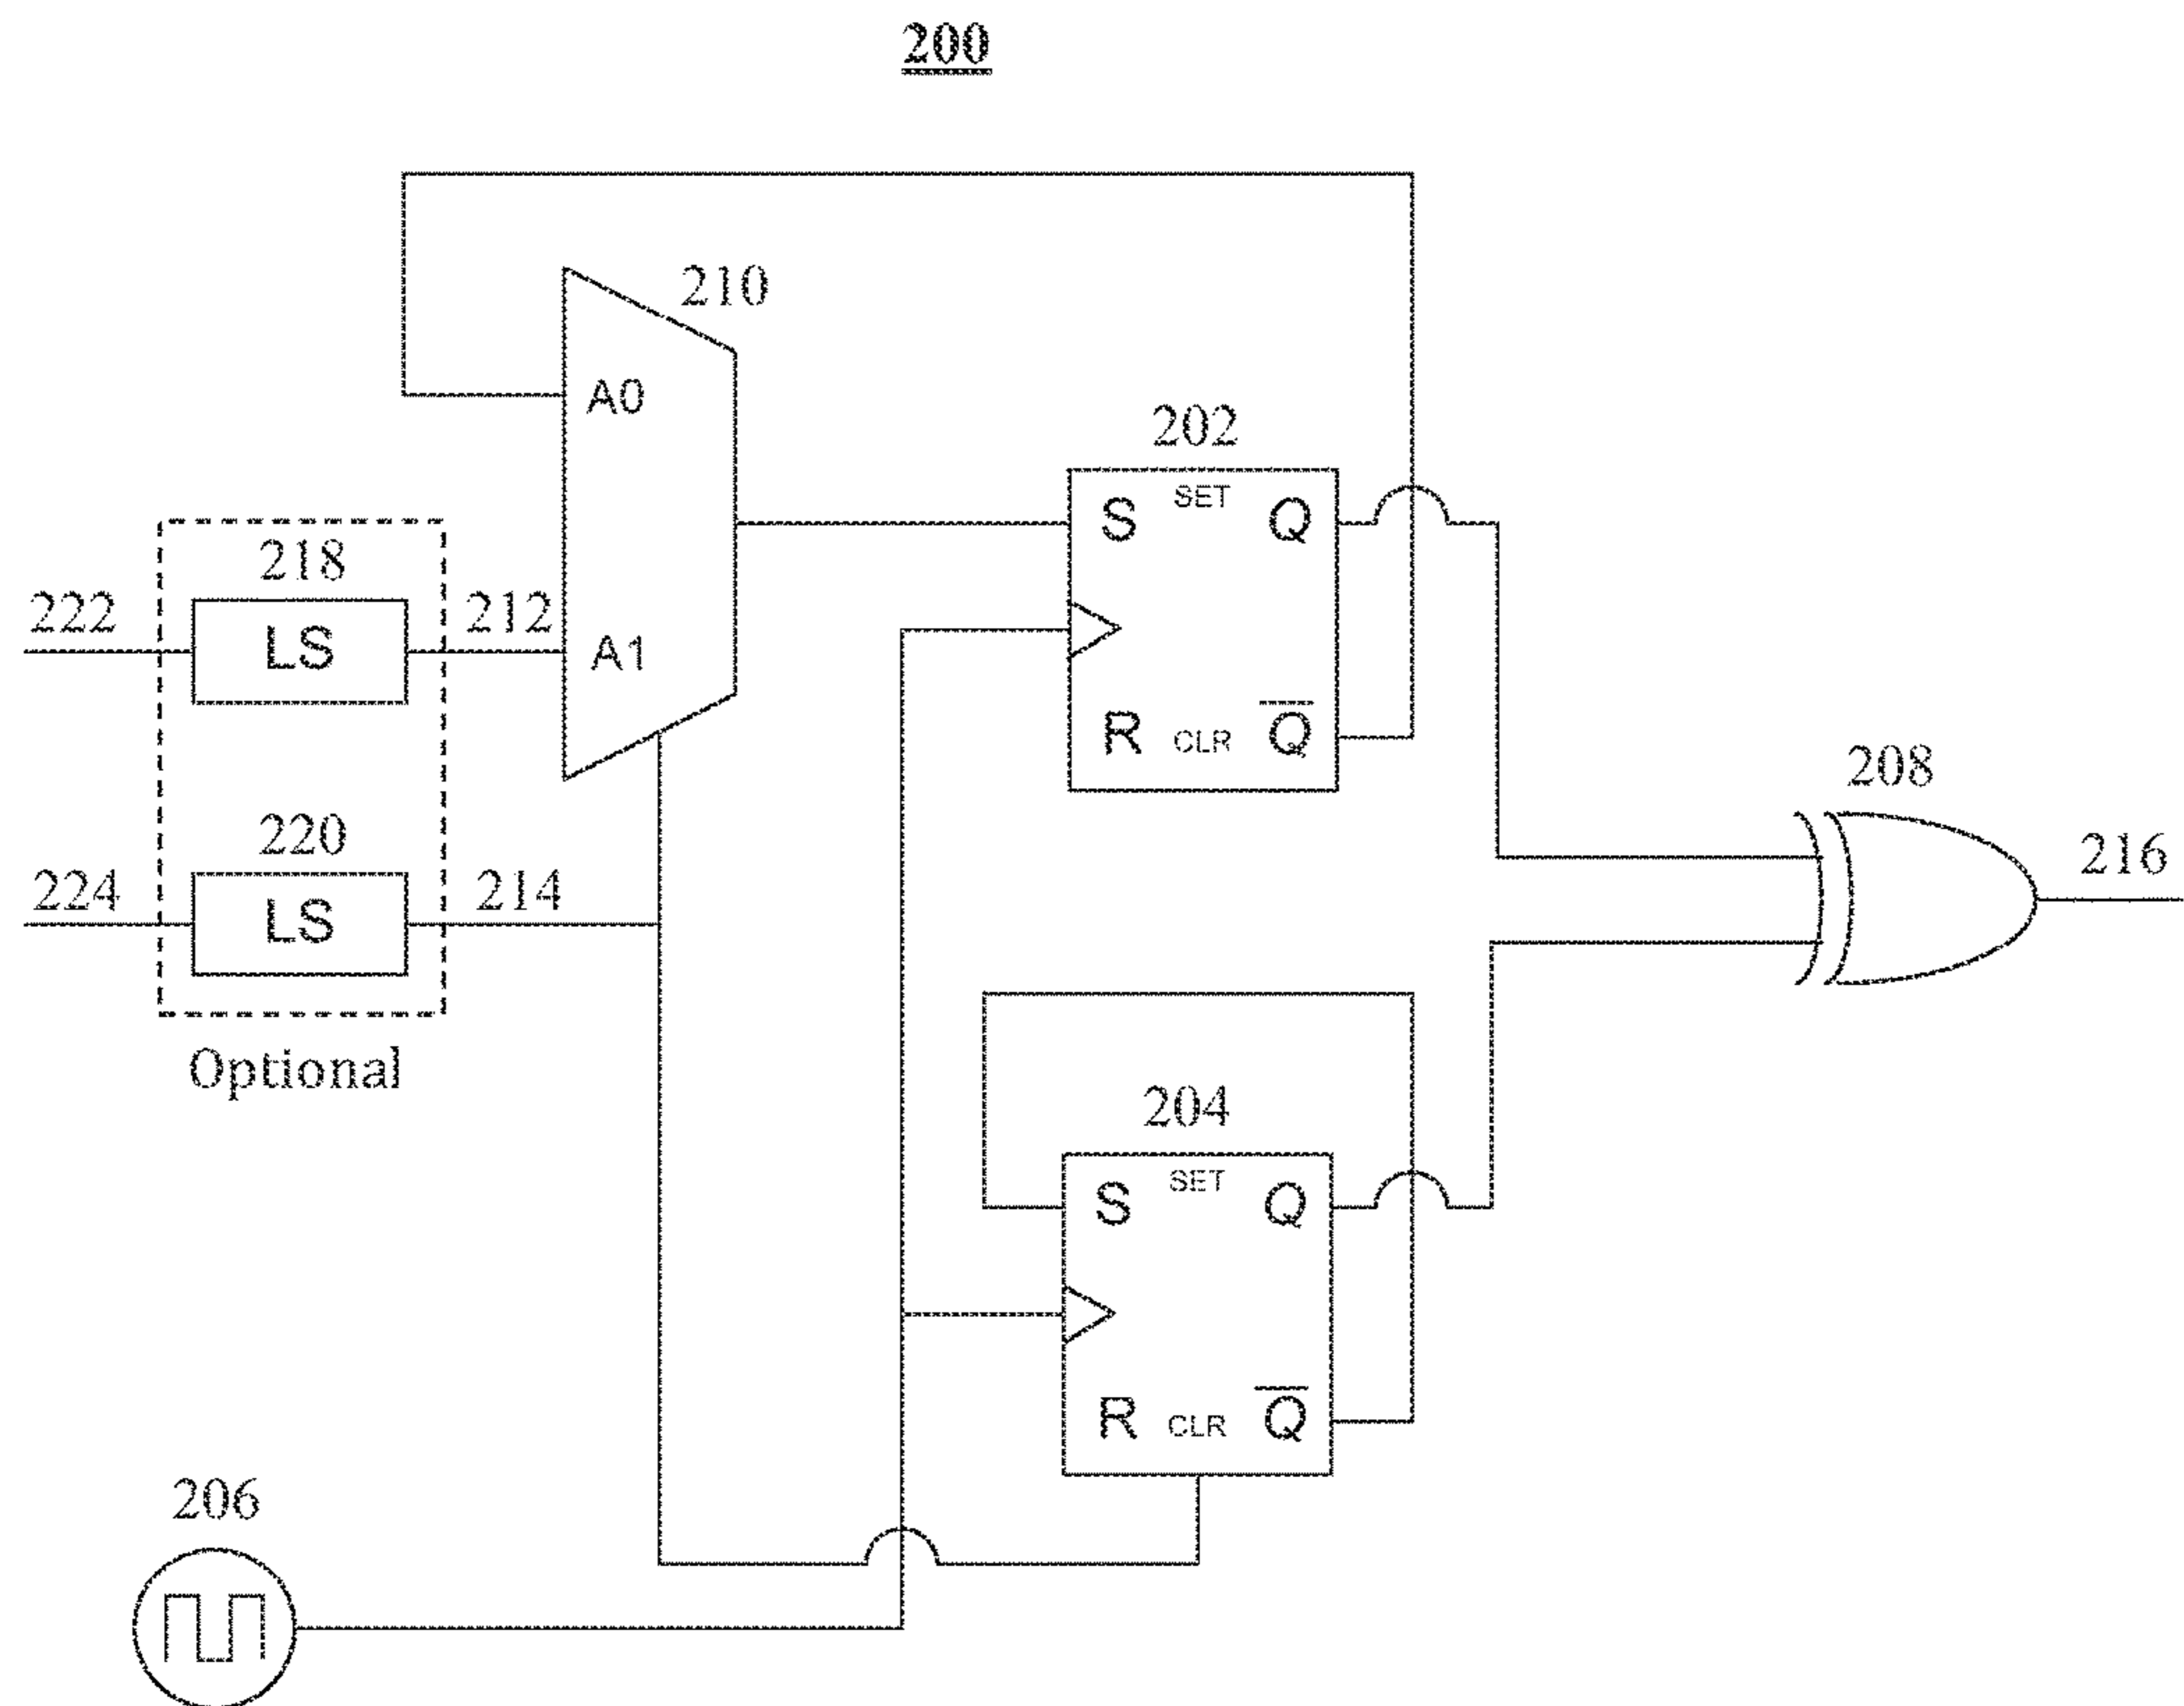 200
210
A0
202
S SET Q
218
222 LS 212
A1
R CLR Q̅
208
220
216
224 LS 214
Optional
204
S SET Q
R CLR Q̅
206